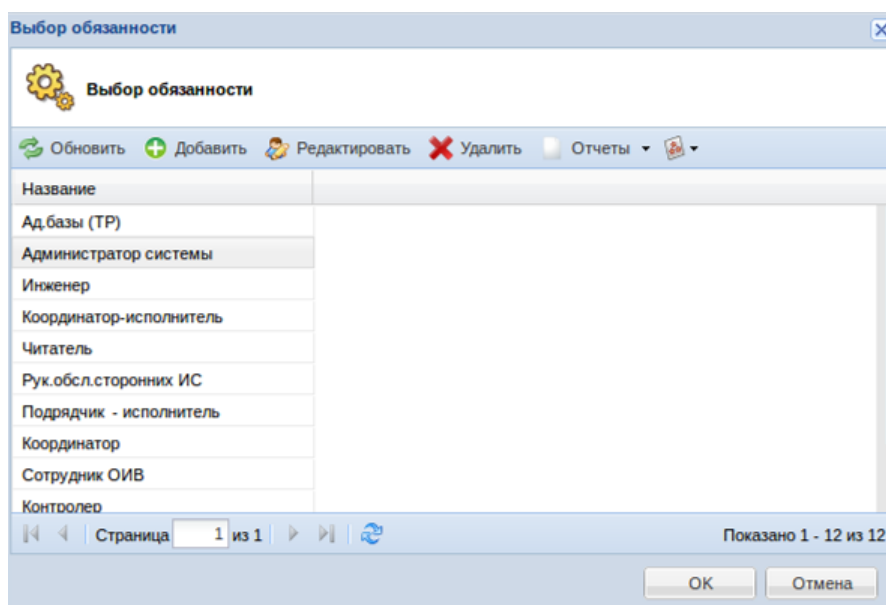 Выбор обязанности
Выбор обязанности
Обновить Добавить Редактировать Удалить Отчеты
Название
Ад.базы (ТР)
Администратор системы
Инженер
Координатор-исполнитель
Читатель
Рук.обсл.сторонних ИС
Подрядчик - исполнитель
Координатор
Сотрудник ОИВ
Контролер
Страница 1 из 1 Показано 1 - 12 из 12
OK Отмена